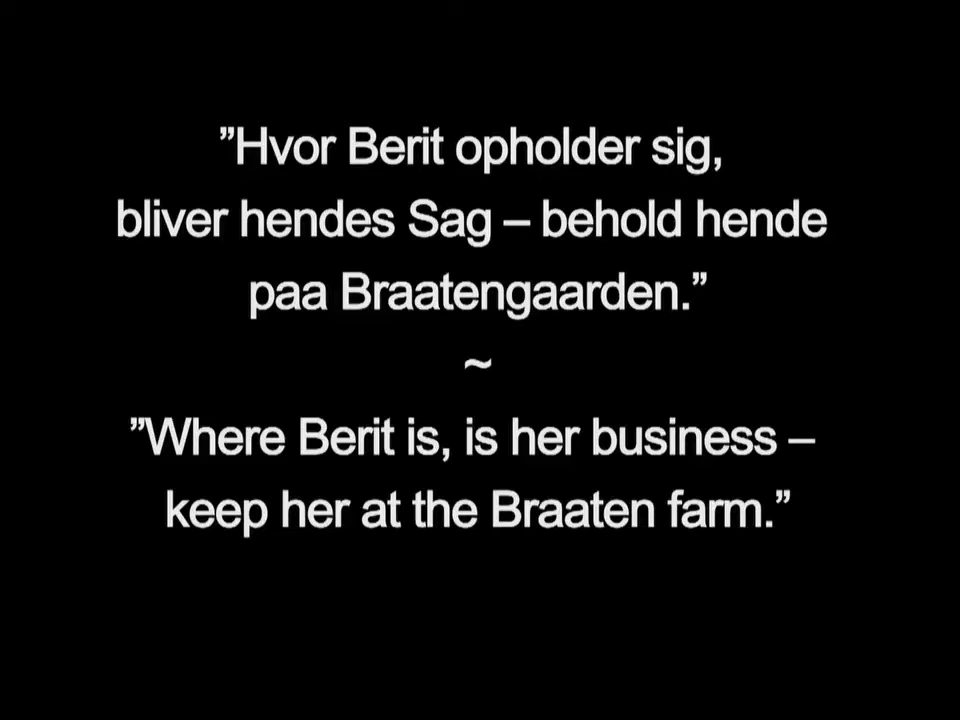 ”Hvor Berit opholder sig,
bliver hendes Sag – behold hende
paa Braatengaarden.”
~
”Where Berit is, is her business –
keep her at the Braaten farm.”